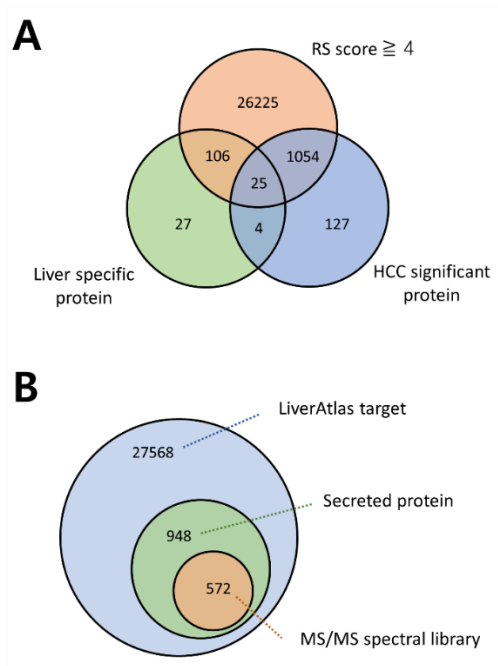 A
RS score ≧ 4
26225
106
1054
25
27
4
127
Liver specific
protein
HCC significant
protein
B
LiverAtlas target
27568
Secreted protein
948
572
MS/MS spectral library